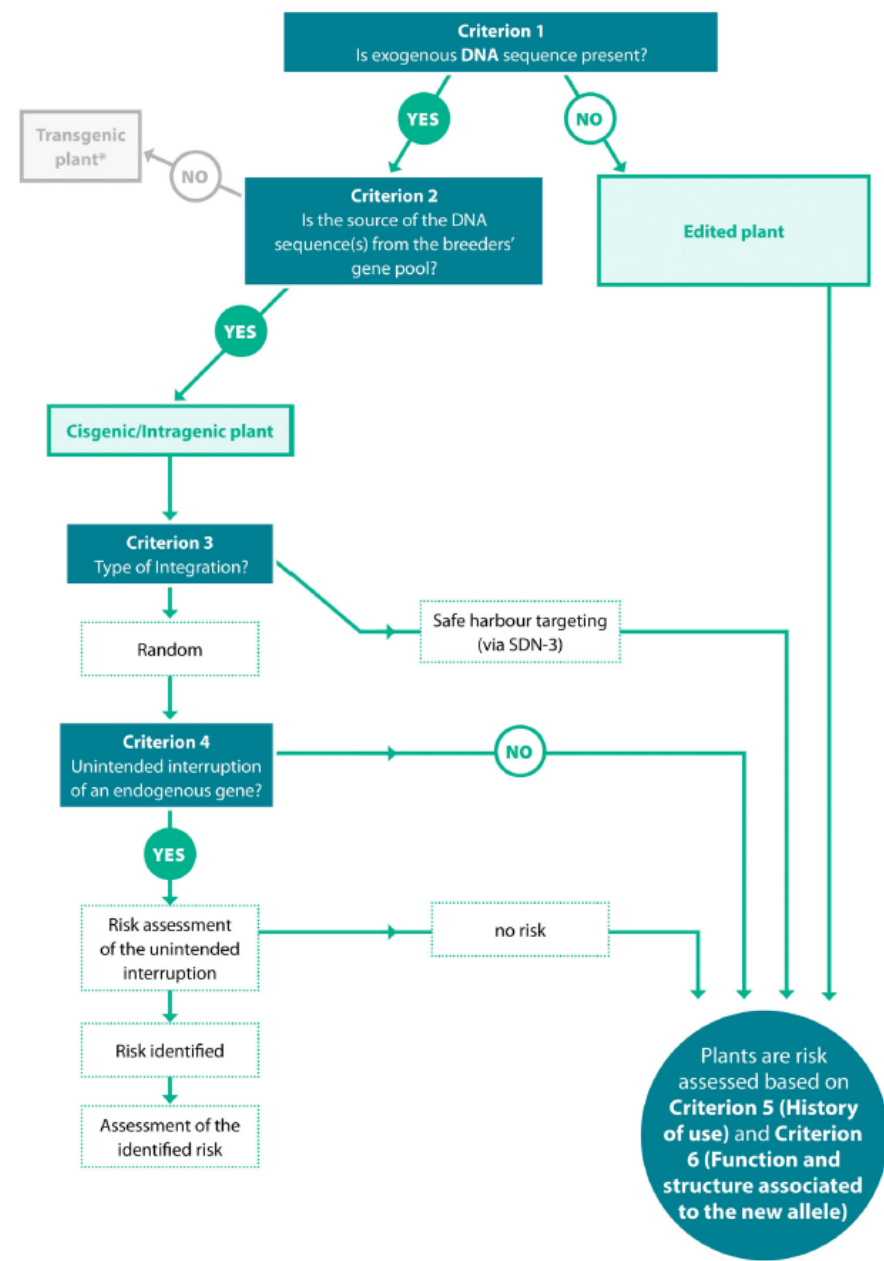 Criterion 1
Is exogenous DNA sequence present?
YES
NO
Transgenic
plant*
NO
Criterion 2
Is the source of the DNA
sequence(s) from the breeders'
gene pool?
Edited plant
YES
Cisgenic/Intragenic plant
Criterion 3
Type of Integration?
Safe harbour targeting
(via SDN-3)
Random
Criterion 4
Unintended interruption
of an endogenous gene?
NO
YES
Risk assessment
of the unintended
interruption
no risk
Risk identified
Assessment of the
identified risk
Plants are risk
assessed based on
Criterion 5 (History
of use) and Criterion
6 (Function and
structure associated
to the new allele)